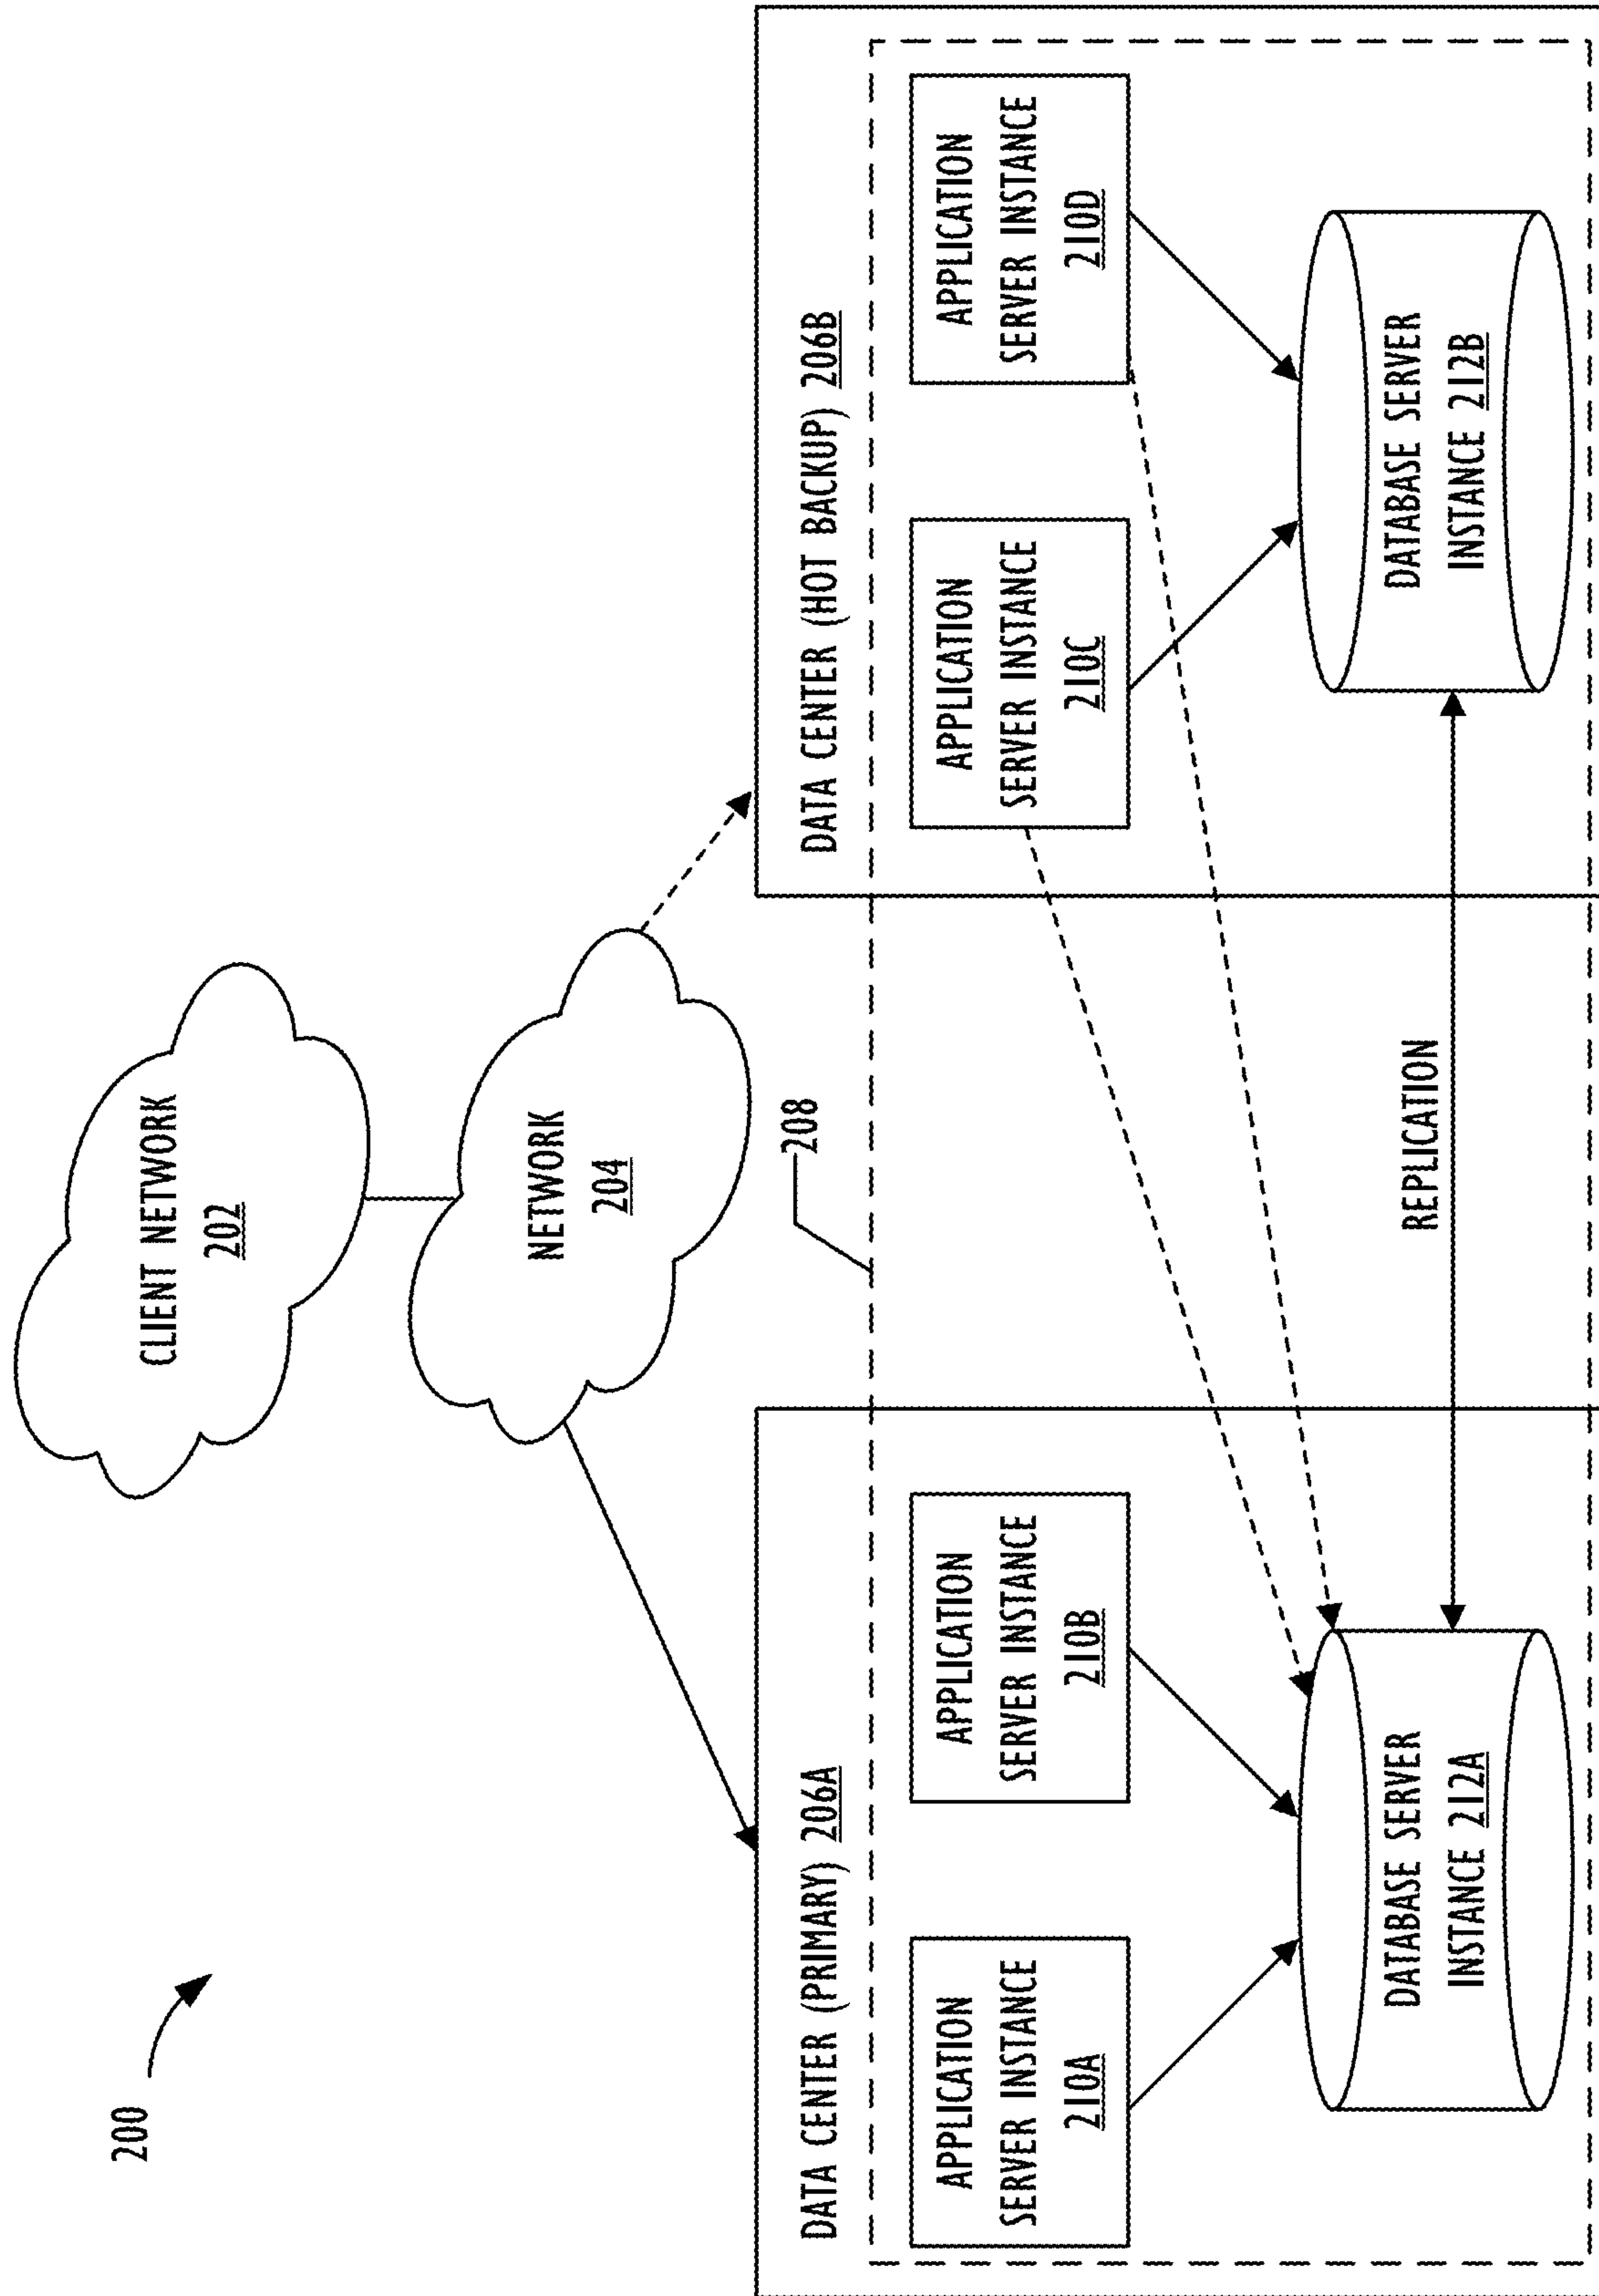 200
CLIENT NETWORK
202
NETWORK
204
208
DATA CENTER (PRIMARY) 206A
APPLICATION
SERVER INSTANCE
210A
APPLICATION
SERVER INSTANCE
210B
DATABASE SERVER
INSTANCE 212A
REPLICATION
DATA CENTER (HOT BACKUP) 206B
APPLICATION
SERVER INSTANCE
210C
APPLICATION
SERVER INSTANCE
210D
DATABASE SERVER
INSTANCE 212B